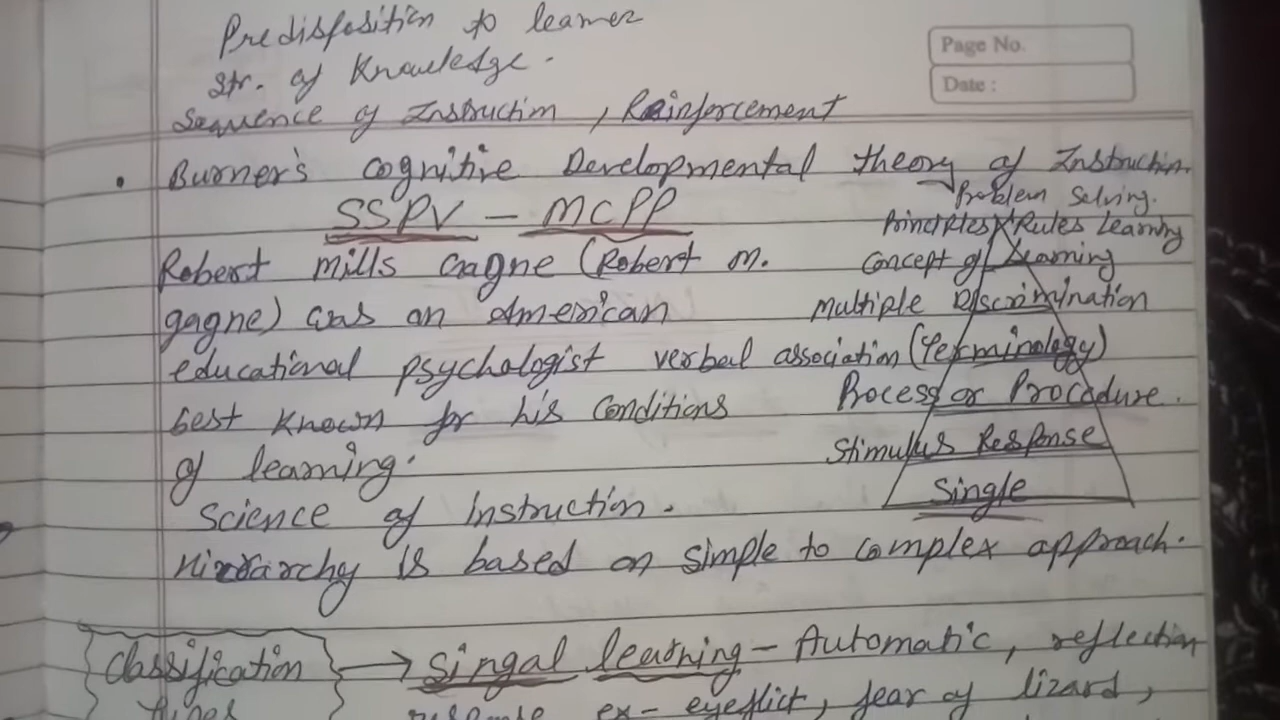 Predisposition to learner
Str. of Knowledge.
Page No.
Date :
Sequence of Instruction , Reinforcement
• Burner's cognitive Developmental theory of Instruction.
SSPV - MCPP
Problem Solving.
Principles / Rules Learning
Robert mills Gagne (Robert m.
Concept of Learning
gagne) was an American
Multiple Discrimination
educational psychologist
verbal association (Terminology)
best known for his Conditions
Process or Procedure.
of learning.
Stimulus Response
Science of Instruction.
Single
Hierarchy is based on simple to complex approach.
Classification → Singal learning - Automatic, reflection
types
response ex- eyeflict, fear of lizard,